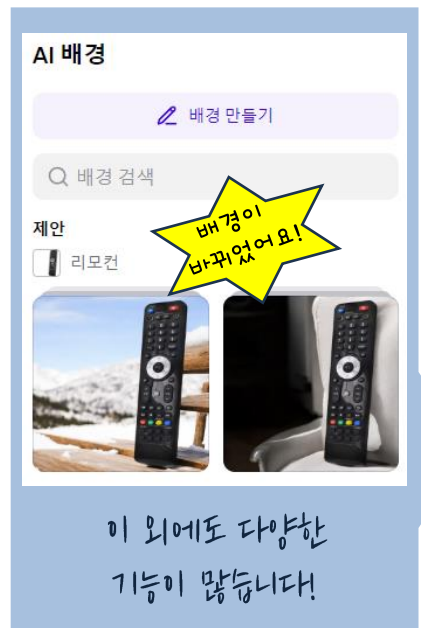 AI 배경
배경 만들기
배경 검색
배경이
바뀌었어요!
제안
리모컨
이 외에도 다양한
기능이 많습니다!